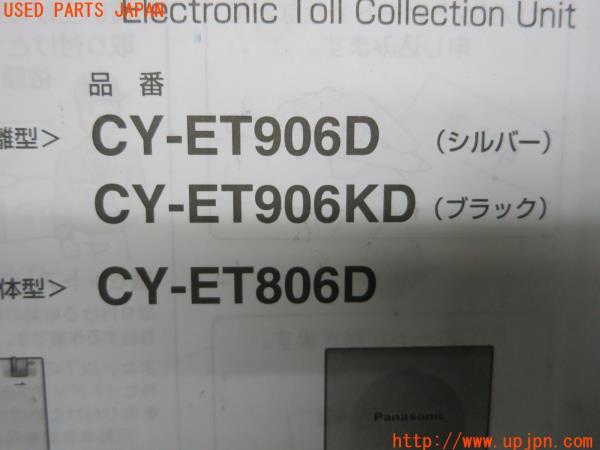 USED PARTS JAPAN
Electronic Toll Collection Unit
品番
離型> CY-ET906D (シルバー)
CY-ET906KD (ブラック)
体型> CY-ET806D
Panasonic
http://www.upjpn.com/